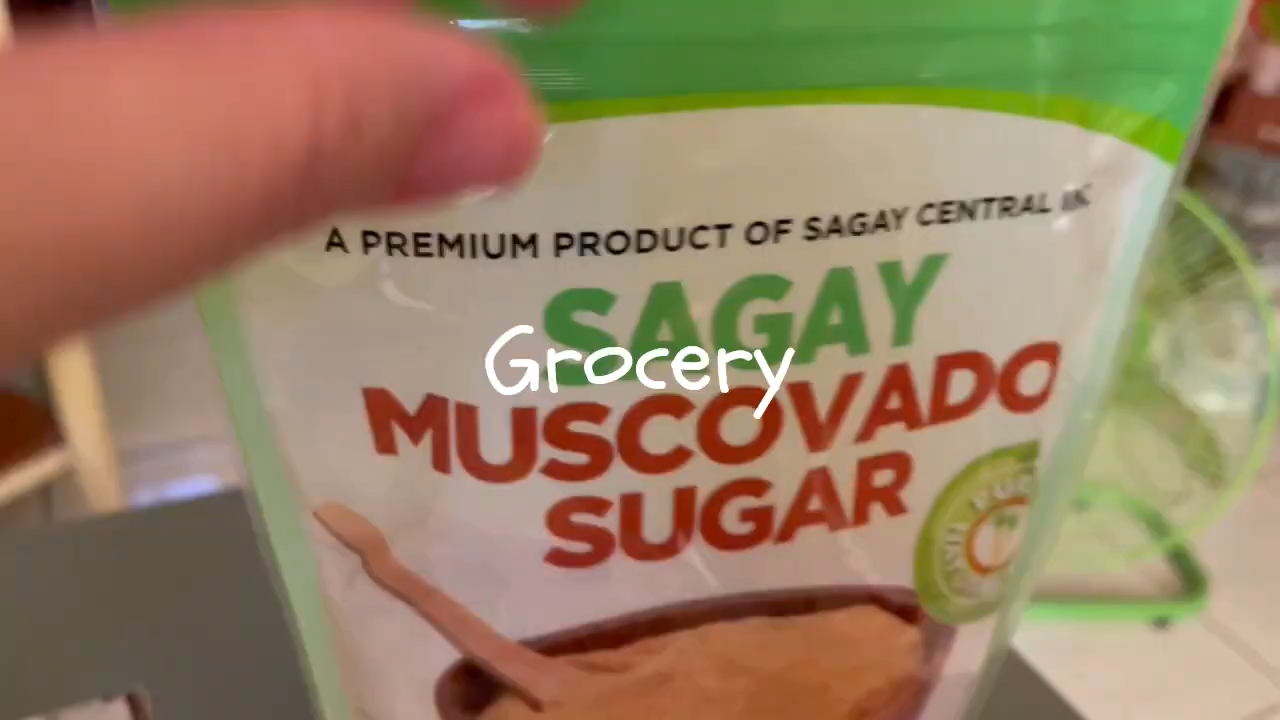 A PREMIUM PRODUCT OF SAGAY CENTRAL
SAGAY
Grocery
MUSCOVADO
SUGAR